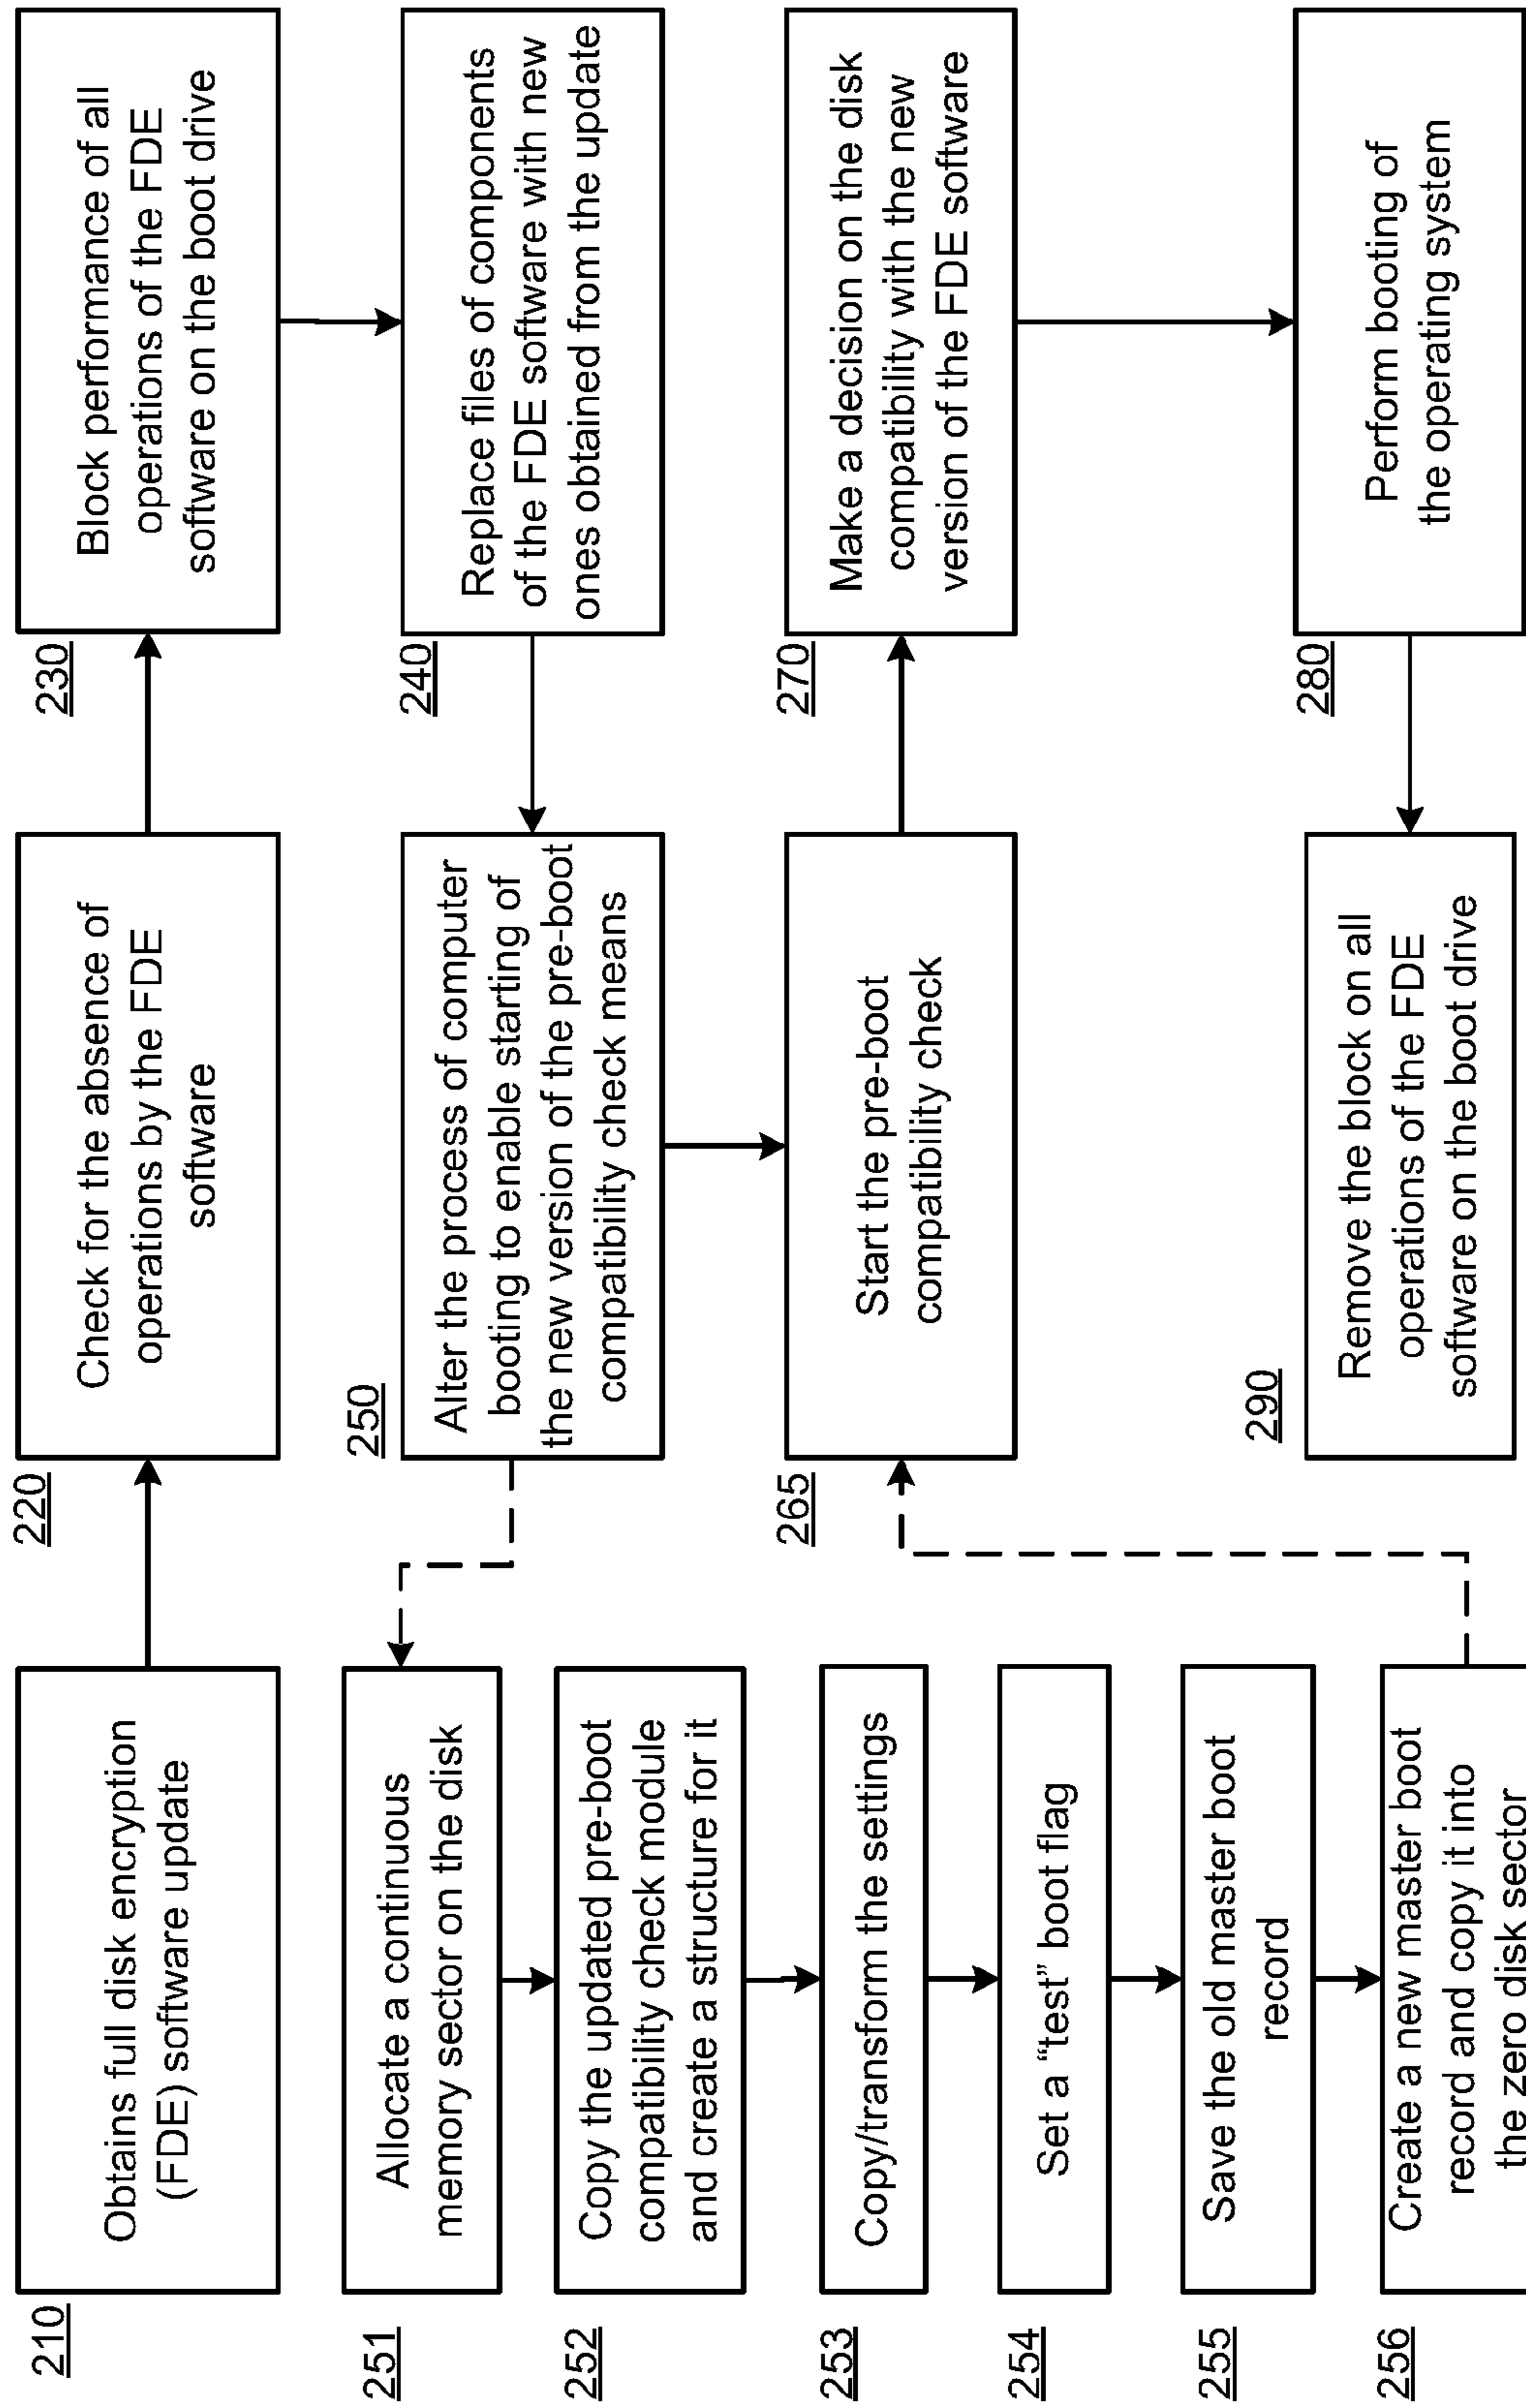 210
Obtains full disk encryption
(FDE) software update
220
Check for the absence of
operations by the FDE
software
230
Block performance of all
operations of the FDE
software on the boot drive
240
Replace files of components
of the FDE software with new
ones obtained from the update
250
Alter the process of computer
booting to enable starting of
the new version of the pre-boot
compatibility check means
251
Allocate a continuous
memory sector on the disk
252
Copy the updated pre-boot
compatibility check module
and create a structure for it
253
Copy/transform the settings
254
Set a “test” boot flag
255
Save the old master boot
record
256
Create a new master boot
record and copy it into
the zero disk sector
265
Start the pre-boot
compatibility check
270
Make a decision on the disk
compatibility with the new
version of the FDE software
280
Perform booting of
the operating system
290
Remove the block on all
operations of the FDE
software on the boot drive